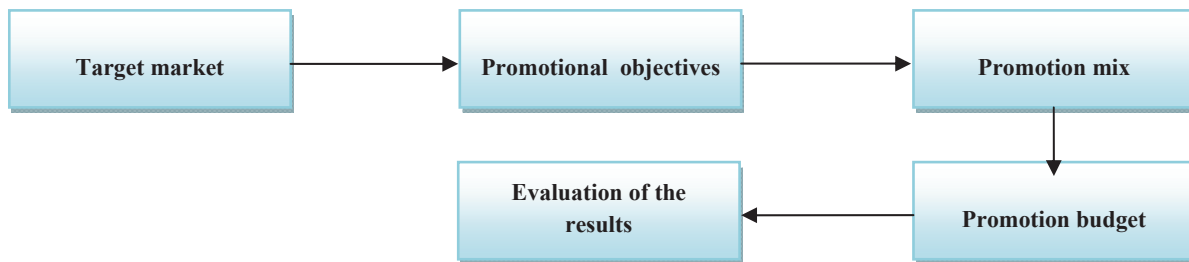 Target market
Promotional objectives
Promotion mix
Evaluation of the
results
Promotion budget